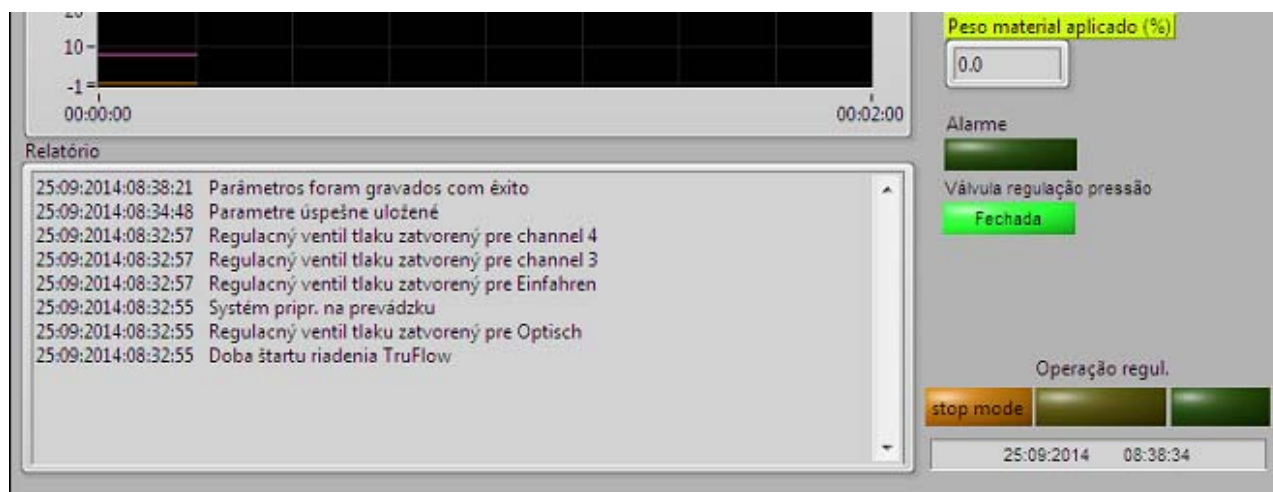 10
-1
00:00:00 00:02:00
Relatório
25:09:2014:08:38:21 Parâmetros foram gravados com êxito
25:09:2014:08:34:48 Parametre úspešne uložené
25:09:2014:08:32:57 Regulacný ventil tlaku zatvorený pre channel 4
25:09:2014:08:32:57 Regulacný ventil tlaku zatvorený pre channel 3
25:09:2014:08:32:57 Regulacný ventil tlaku zatvorený pre Einfahren
25:09:2014:08:32:55 Systém pripr. na prevádzku
25:09:2014:08:32:55 Regulacný ventil tlaku zatvorený pre Optisch
25:09:2014:08:32:55 Doba štartu riadenia TruFlow
Peso material aplicado (%)
0.0
Alarme
Válvula regulação pressão
Fechada
Operação regul.
stop mode
25:09:2014 08:38:34